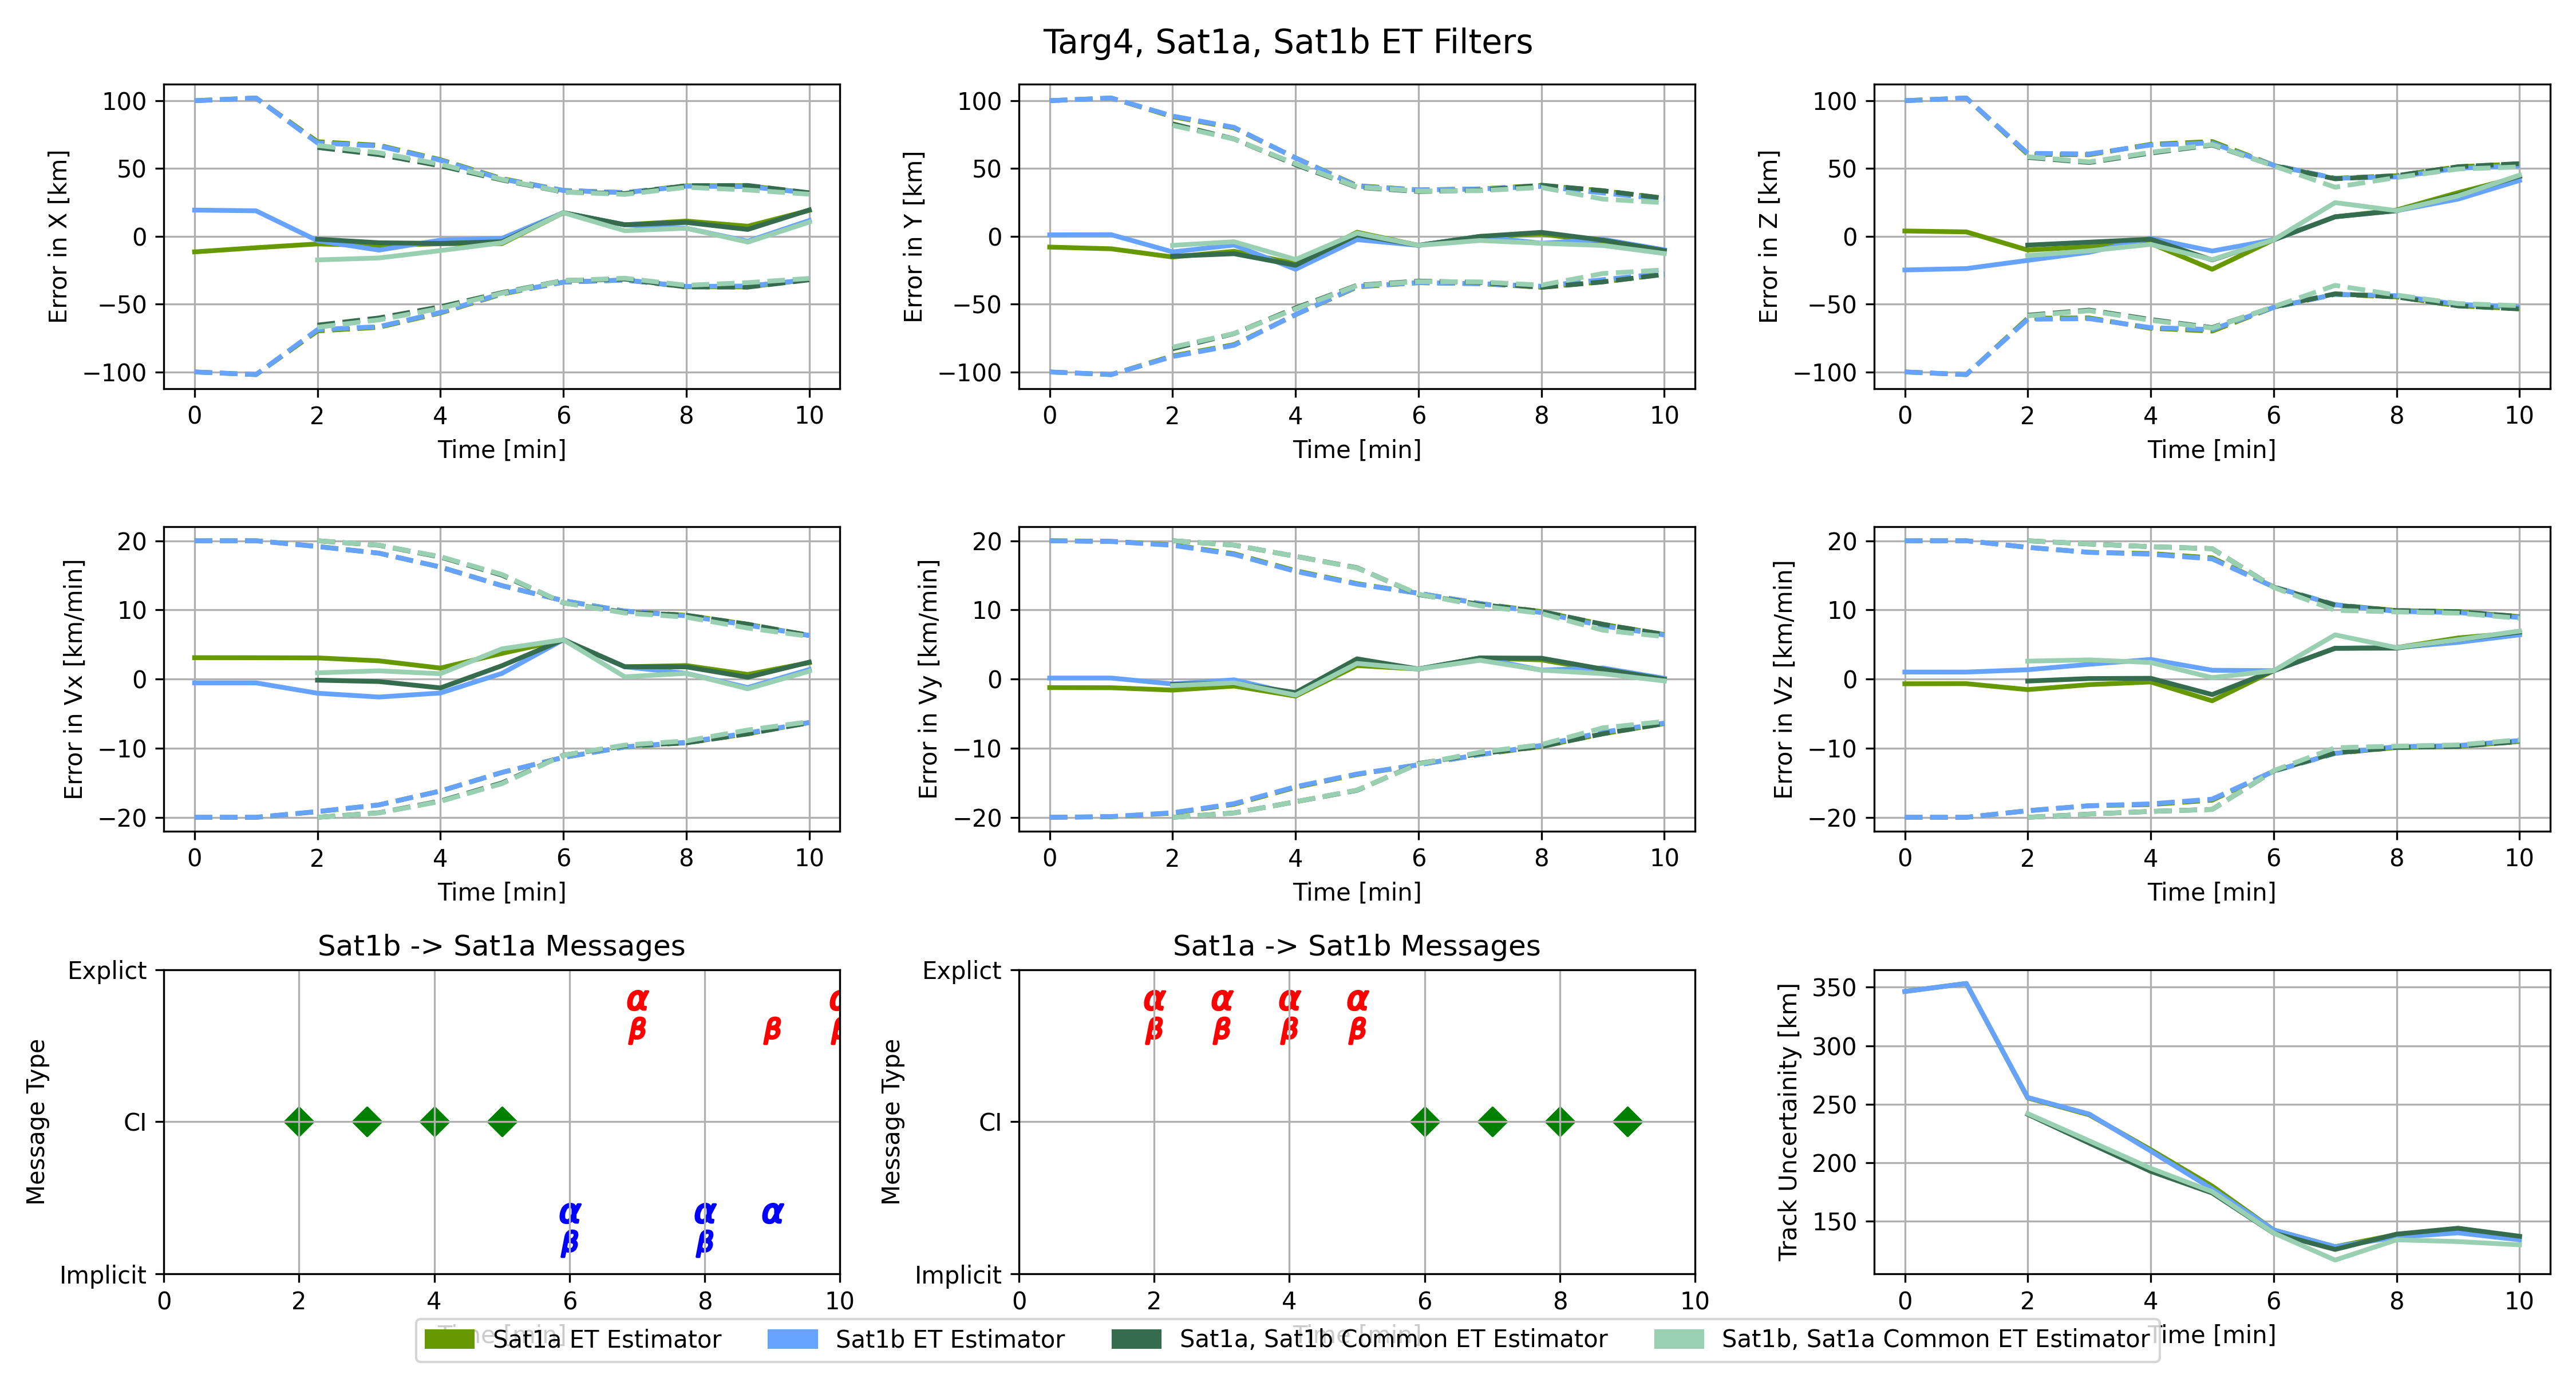 Targ4, Sat1a, Sat1b ET Filters
Error in X [km]
100
50
0
−50
−100
0 2 4 6 8 10
Time [min]
Error in Y [km]
100
50
0
−50
−100
0 2 4 6 8 10
Time [min]
Error in Z [km]
100
50
0
−50
−100
0 2 4 6 8 10
Time [min]
Error in Vx [km/min]
20
10
0
−10
−20
0 2 4 6 8 10
Time [min]
Error in Vy [km/min]
20
10
0
−10
−20
0 2 4 6 8 10
Time [min]
Error in Vz [km/min]
20
10
0
−10
−20
0 2 4 6 8 10
Time [min]
Sat1b -> Sat1a Messages
Message Type
Explict
CI
Implicit
α α
β β β
α α α
β β
0 2 4 6 8 10
Time [min]
Sat1a -> Sat1b Messages
Message Type
Explict
CI
Implicit
α α α α
β β β β
0 2 4 6 8 10
Time [min]
Track Uncertainity [km]
350
300
250
200
150
0 2 4 6 8 10
Time [min]
Sat1a ET Estimator
Sat1b ET Estimator
Sat1a, Sat1b Common ET Estimator
Sat1b, Sat1a Common ET Estimator